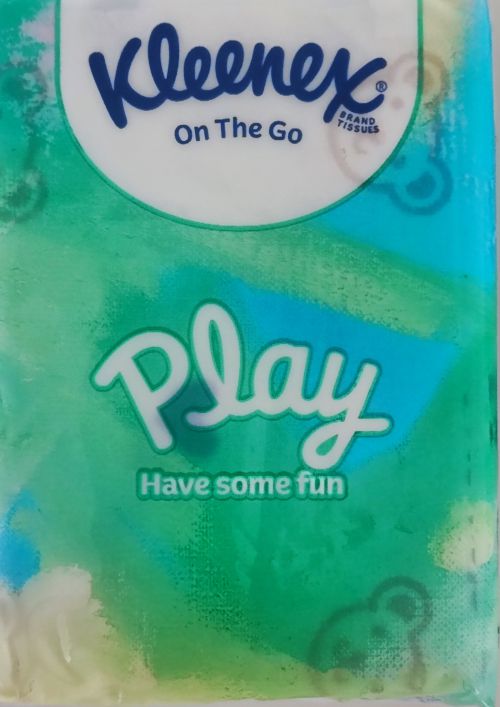 Kleenex®
BRAND
TISSUES
On The Go
Play
Have some fun